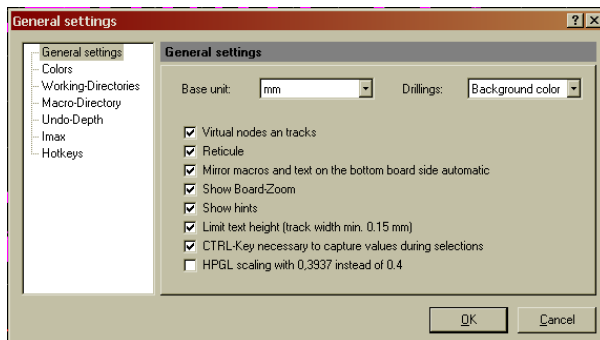 General settings
General settings
Colors
Working-Directories
Macro-Directory
Undo-Depth
Imax
Hotkeys
General settings
Base unit: mm Drillings: Background color
Virtual nodes an tracks
Reticule
Mirror macros and text on the bottom board side automatic
Show Board-Zoom
Show hints
Limit text height (track width min. 0.15 mm)
CTRL-Key necessary to capture values during selections
HPGL scaling with 0,3937 instead of 0.4
OK Cancel